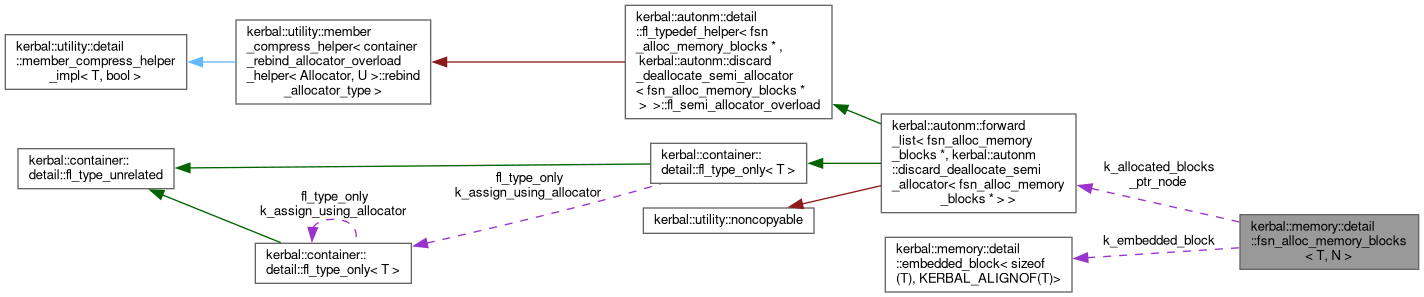 kerbal::utility::detail
::member_compress_helper
_impl< T, bool >
kerbal::utility::member
_compress_helper< container
_rebind_allocator_overload
_helper< Allocator, U >::rebind
_allocator_type >
kerbal::autonm::detail
::fl_typedef_helper< fsn
_alloc_memory_blocks * ,
kerbal::autonm::discard
_deallocate_semi_allocator
< fsn_alloc_memory_blocks *
> >::fl_semi_allocator_overload
kerbal::container::
detail::fl_type_unrelated
fl_type_only
k_assign_using_allocator
kerbal::container::
detail::fl_type_only< T >
fl_type_only
k_assign_using_allocator
kerbal::container::
detail::fl_type_only< T >
kerbal::utility::noncopyable
kerbal::autonm::forward
_list< fsn_alloc_memory
_blocks *, kerbal::autonm
::discard_deallocate_semi
_allocator< fsn_alloc_memory
_blocks * > >
kerbal::memory::detail
::embedded_block< sizeof
(T), KERBAL_ALIGNOF(T)>
k_allocated_blocks
_ptr_node
k_embedded_block
kerbal::memory::detail
::fsn_alloc_memory_blocks
< T, N >